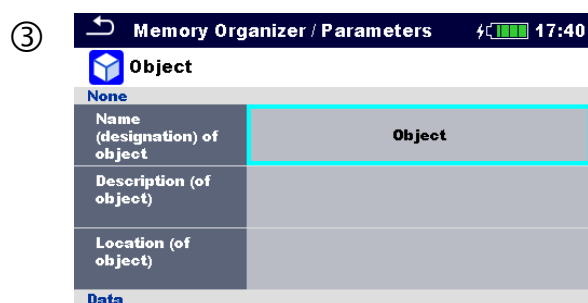 ③
Memory Organizer / Parameters 17:40
Object
None
Name
(designation) of
object
Object
Description (of
object)
Location (of
object)
Data